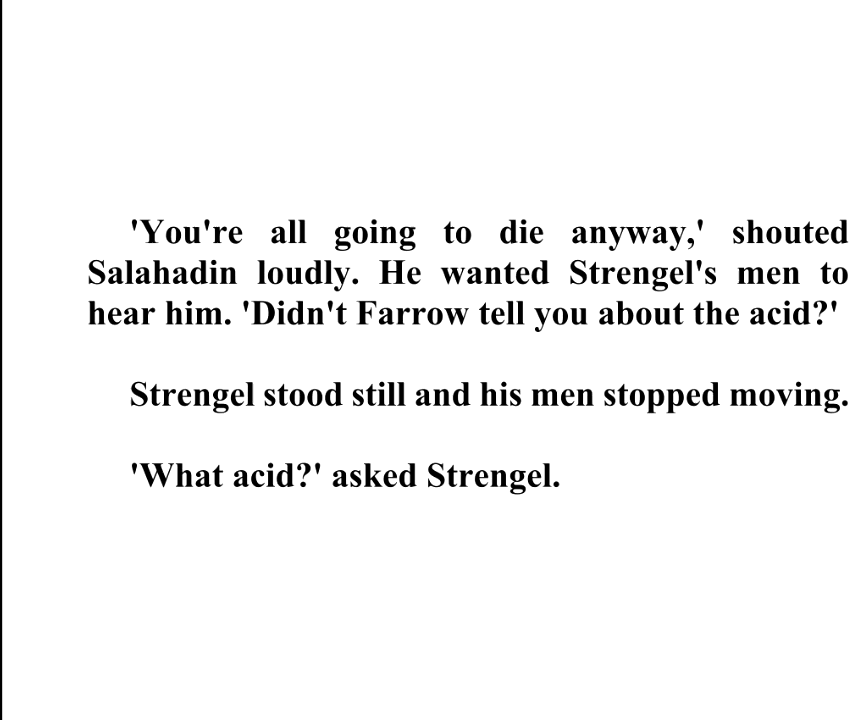 'You're all going to die anyway,' shouted
Salahadin loudly. He wanted Strengel's men to
hear him. 'Didn't Farrow tell you about the acid?'
Strengel stood still and his men stopped moving.
'What acid?' asked Strengel.